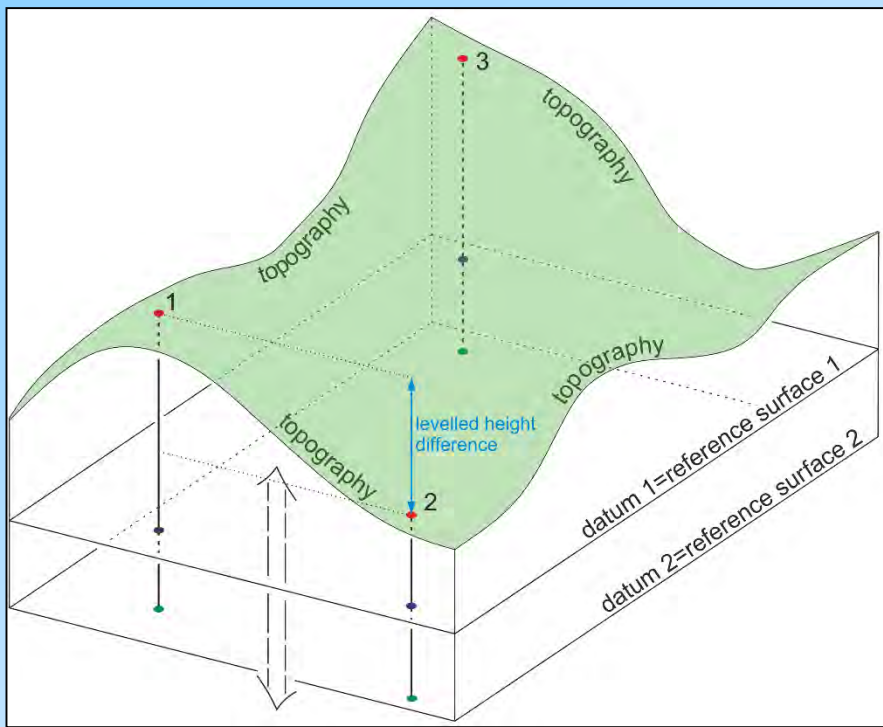 3
topography
topography
1
topography
levelled height
difference
topography
2
datum 1=reference surface 1
datum 2=reference surface 2